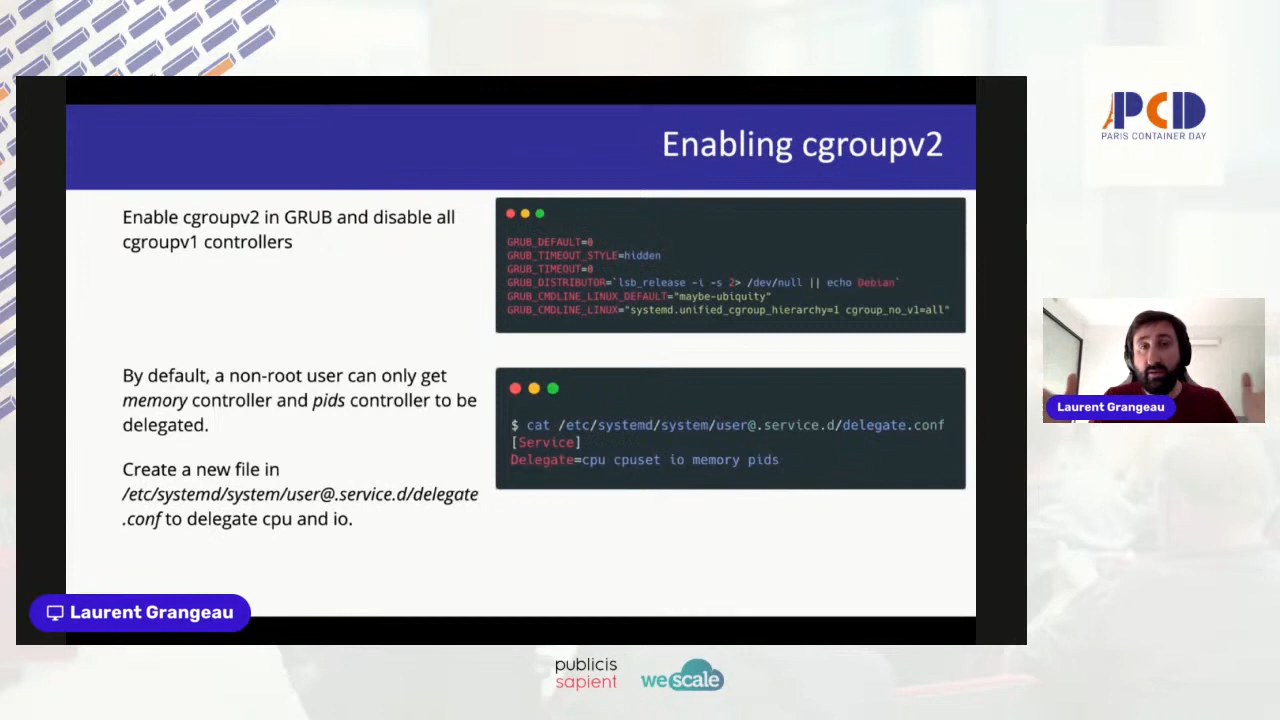 Enabling cgroupv2
Enable cgroupv2 in GRUB and disable all
cgroupv1 controllers
GRUB_DEFAULT=0
GRUB_TIMEOUT_STYLE=hidden
GRUB_TIMEOUT=0
GRUB_DISTRIBUTOR=`lsb_release -i -s 2> /dev/null || echo Debian`
GRUB_CMDLINE_LINUX_DEFAULT="maybe-ubiquity"
GRUB_CMDLINE_LINUX="systemd.unified_cgroup_hierarchy=1 cgroup_no_v1=all"
By default, a non-root user can only get
memory controller and pids controller to be
delegated.
Create a new file in
/etc/systemd/system/user@.service.d/delegate
.conf to delegate cpu and io.
$ cat /etc/systemd/system/user@.service.d/delegate.conf
[Service]
Delegate=cpu cpuset io memory pids
Laurent Grangeau
PCD
PARIS CONTAINER DAY
Laurent Grangeau
publicis
sapient
wescale